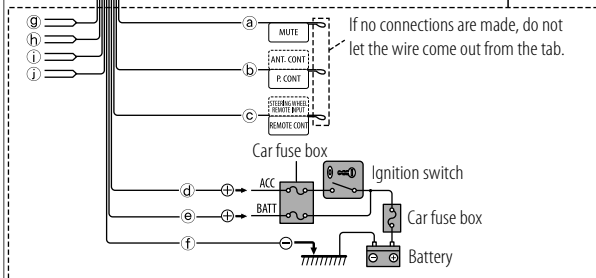 ⓖ
ⓗ
ⓘ
ⓙ
ⓐ
MUTE
If no connections are made, do not
let the wire come out from the tab.
ⓑ
ANT. CONT
P. CONT
ⓒ
STEERING WHEEL
REMOTE INPUT
REMOTE CONT
Car fuse box
Ignition switch
ⓓ
⊕
ACC
ⓔ
⊕
BATT
Car fuse box
ⓕ
⊖
⊖ ⊕
Battery